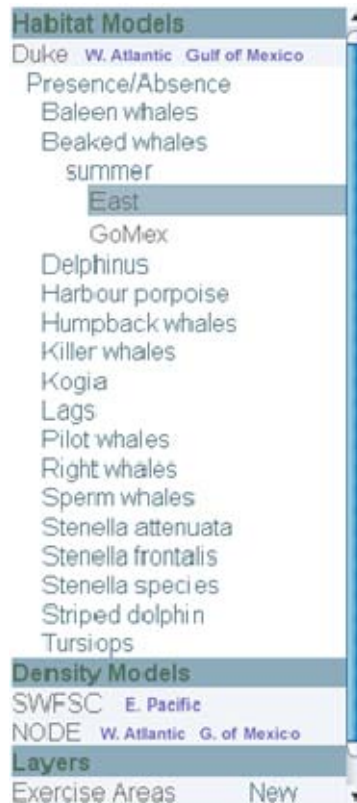 Habitat Models
Duke W. Atlantic Gulf of Mexico
Presence/Absence
Baleen whales
Beaked whales
summer
East
GoMex
Delphinus
Harbour porpoise
Humpback whales
Killer whales
Kogia
Lags
Pilot whales
Right whales
Sperm whales
Stenella attenuata
Stenella frontalis
Stenella species
Striped dolphin
Tursiops
Density Models
SWFSC E. Pacific
NODE W. Atlantic G. of Mexico
Layers
Exercise Areas New